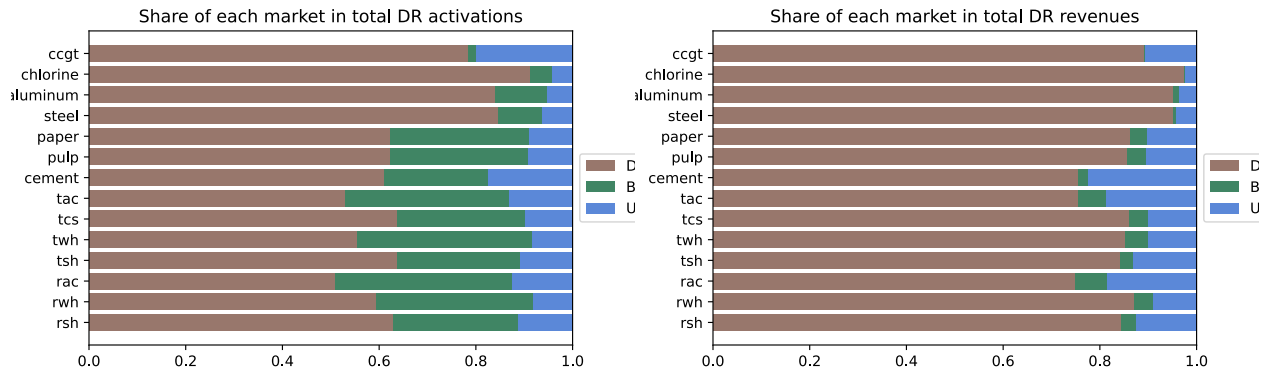 Share of each market in total DR activations
ccgt
chlorine
aluminum
steel
paper
pulp
cement
tac
tcs
twh
tsh
rac
rwh
rsh
0.0 0.2 0.4 0.6 0.8 1.0
D
B
U
Share of each market in total DR revenues
ccgt
chlorine
aluminum
steel
paper
pulp
cement
tac
tcs
twh
tsh
rac
rwh
rsh
0.0 0.2 0.4 0.6 0.8 1.0
D
B
U